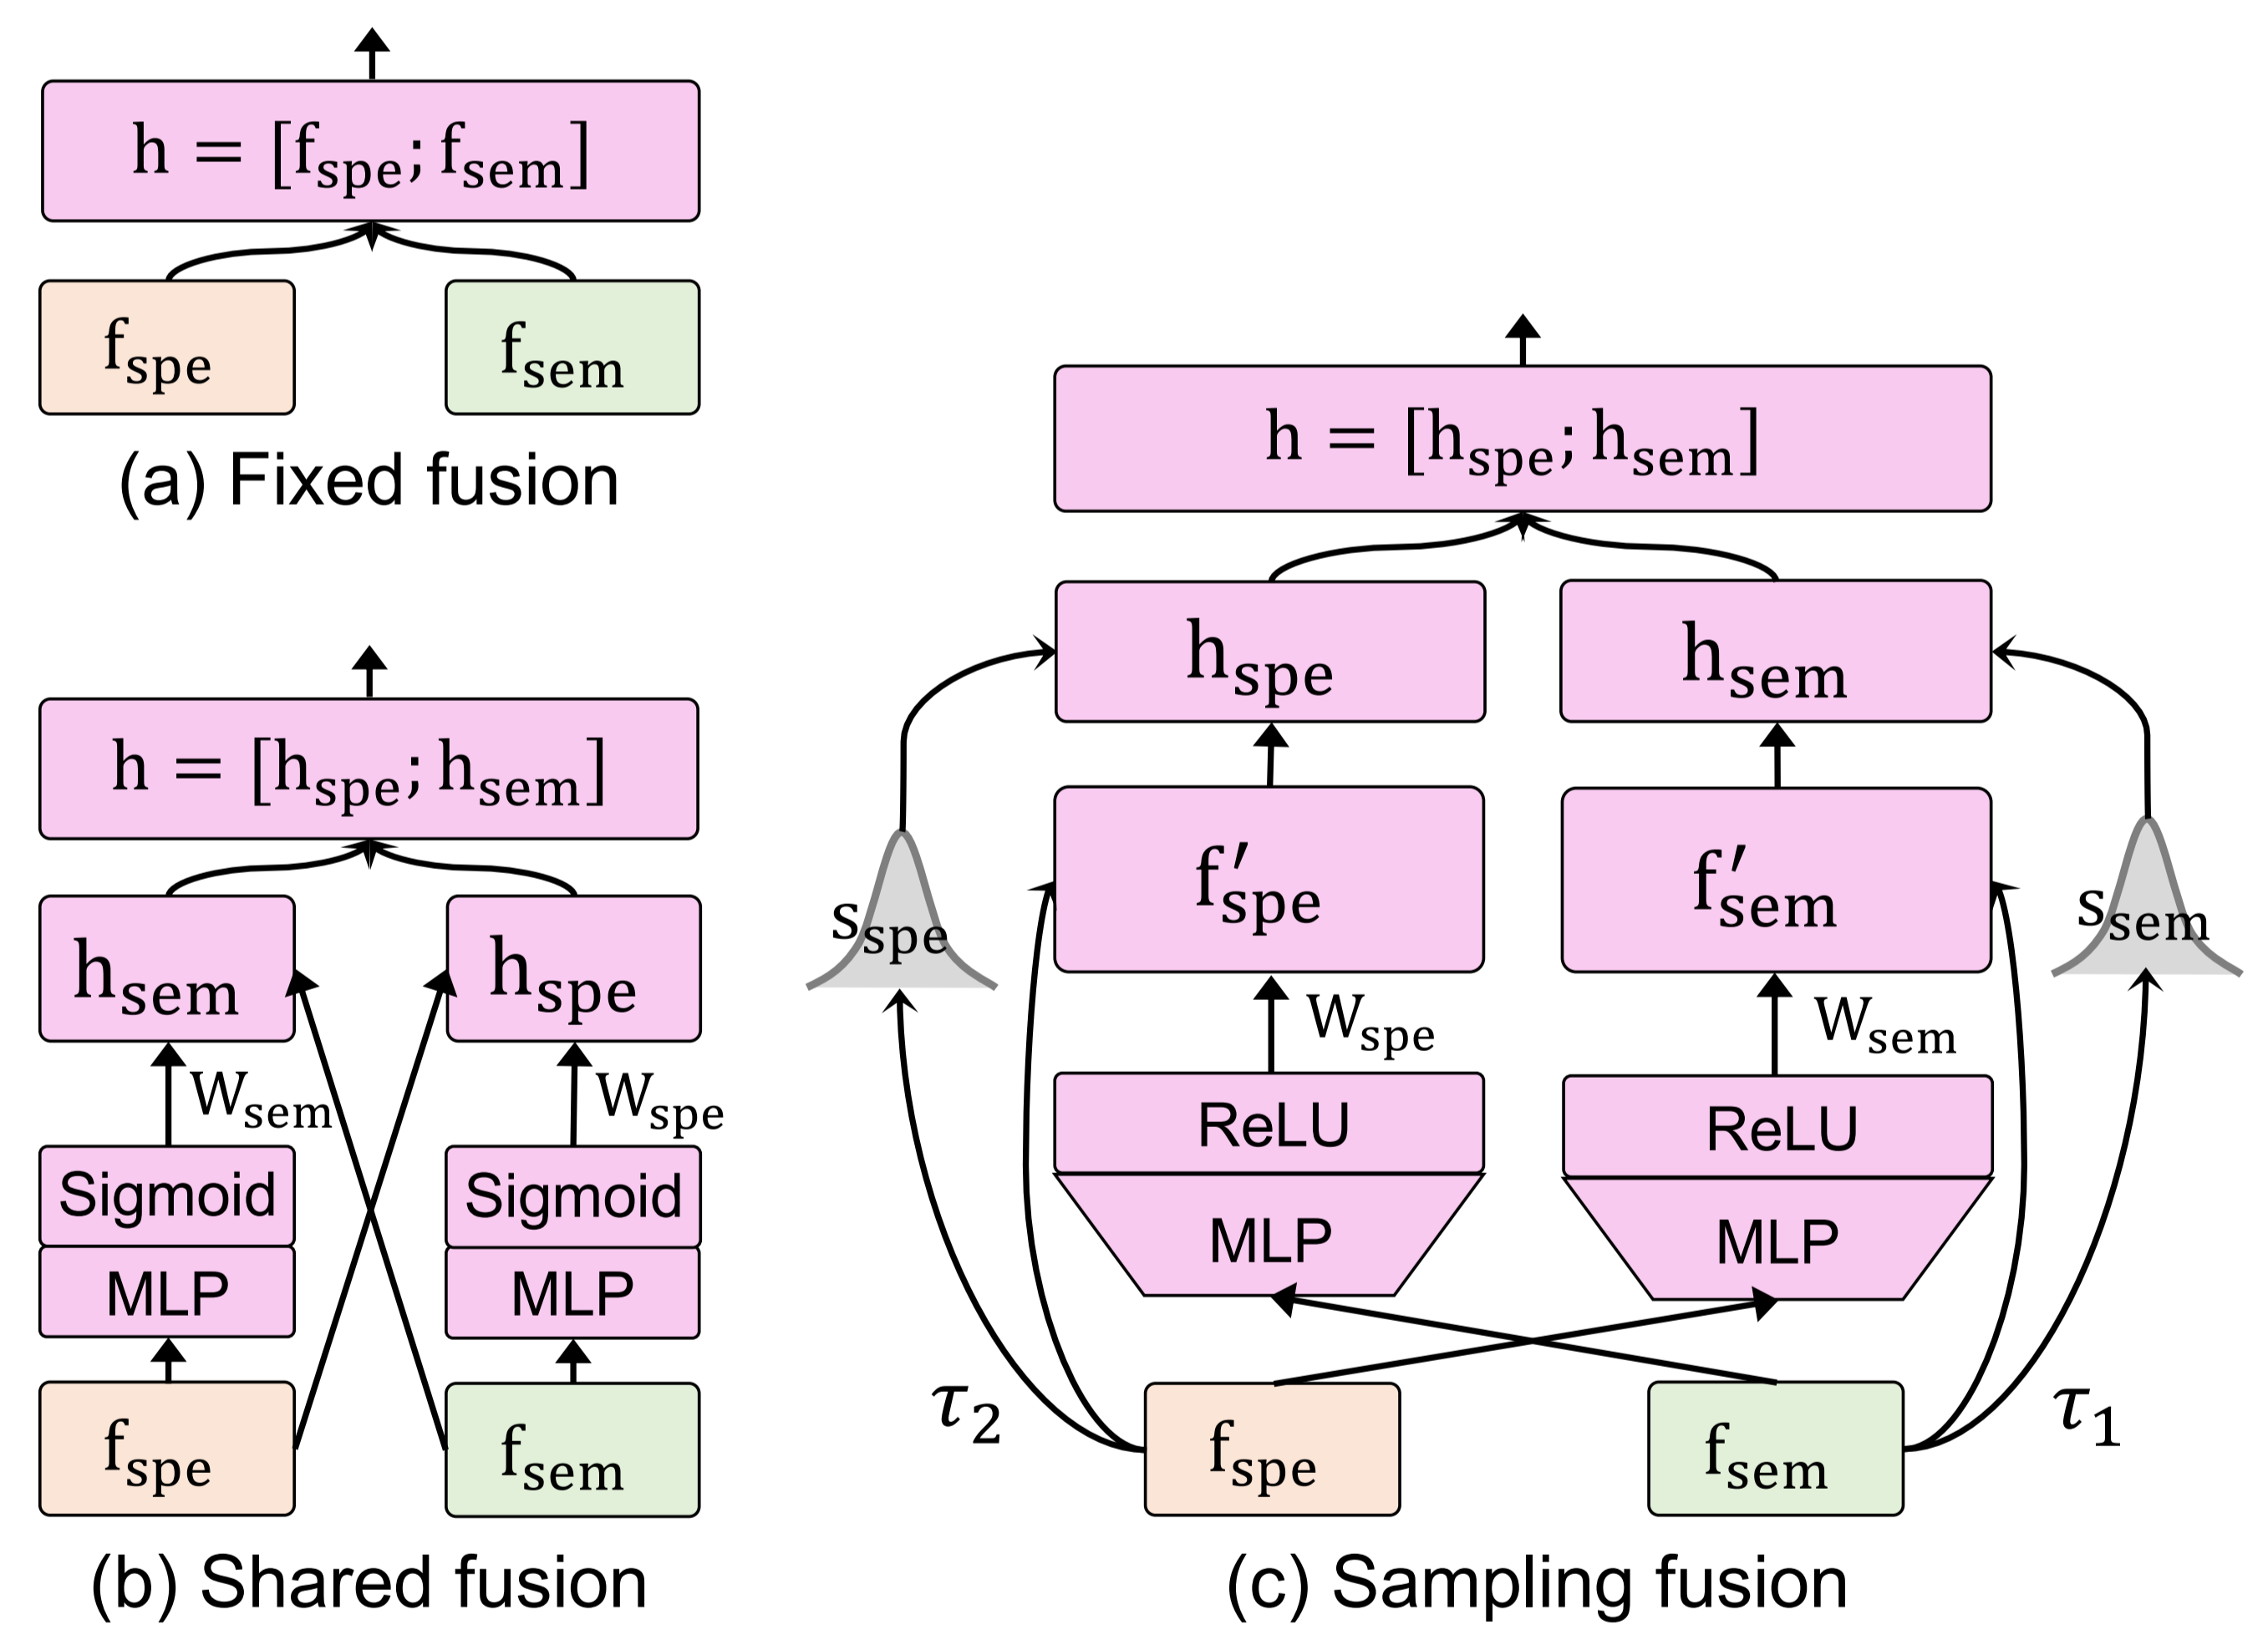 h = [f_spe; f_sem]
f_spe
f_sem
(a) Fixed fusion
h = [h_spe; h_sem]
h_sem
h_spe
w_sem
w_spe
Sigmoid
Sigmoid
MLP
MLP
f_spe
f_sem
(b) Shared fusion
h = [h_spe; h_sem]
h_spe
h_sem
f′_spe
f′_sem
s_spe
s_sem
w_spe
w_sem
ReLU
ReLU
MLP
MLP
τ_2
τ_1
f_spe
f_sem
(c) Sampling fusion